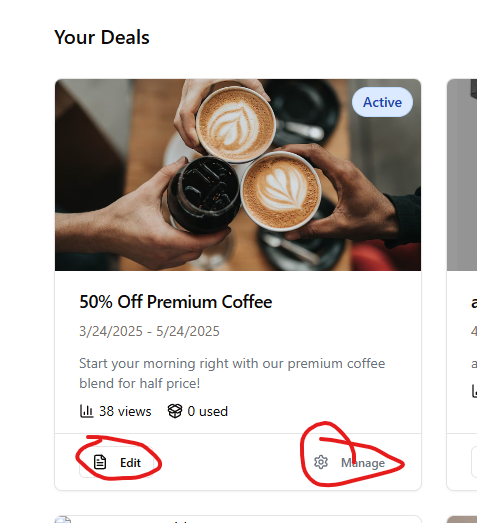 Your Deals
Active
50% Off Premium Coffee
3/24/2025 - 5/24/2025
Start your morning right with our premium coffee
blend for half price!
38 views
0 used
Edit
Manage